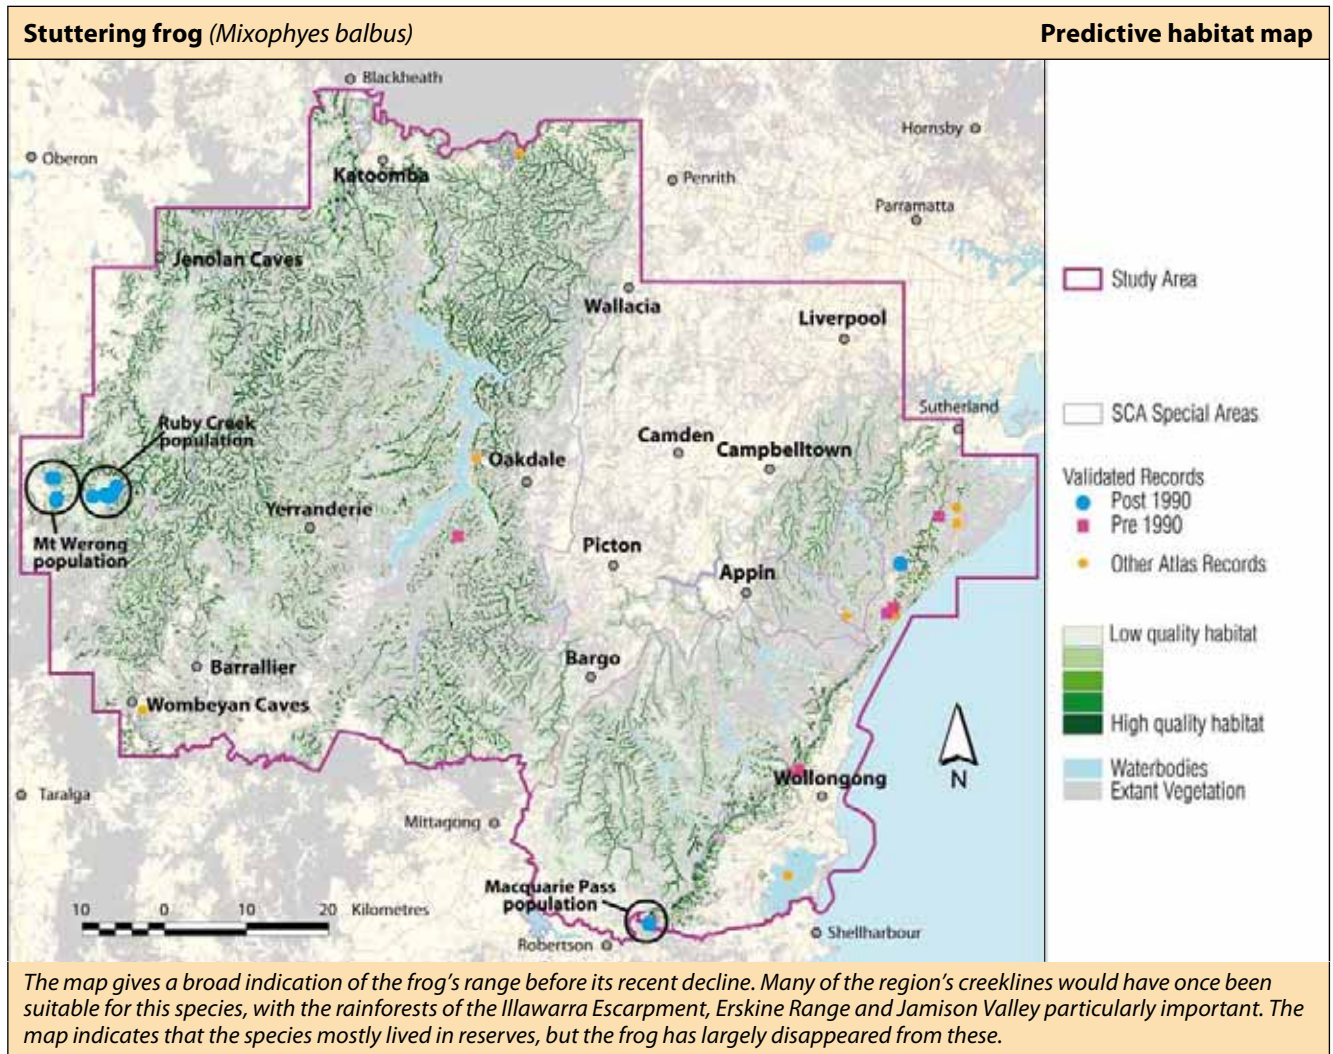 Stuttering frog (Mixophyes balbus)
Predictive habitat map
Blackheath
Hornsby
Oberon
Katoomba
Penrith
Parramatta
Jenolan Caves
Wallacia
Liverpool
Study Area
Ruby Creek
population
Sutherland
SCA Special Areas
Camden
Campbelltown
Oakdale
Validated Records
Post 1990
Pre 1990
Yerranderie
Mt Werong
population
Picton
Appin
Other Atlas Records
Low quality habitat
Bargo
Barrallier
Wombeyan Caves
High quality habitat
Wollongong
N
Waterbodies
Extant Vegetation
Taralga
Mittagong
Macquarie Pass
population
10 0 20 Kilometres
Robertson
Shellharbour
The map gives a broad indication of the frog's range before its recent decline. Many of the region's creeklines would have once been
suitable for this species, with the rainforests of the Illawarra Escarpment, Erskine Range and Jamison Valley particularly important. The
map indicates that the species mostly lived in reserves, but the frog has largely disappeared from these.